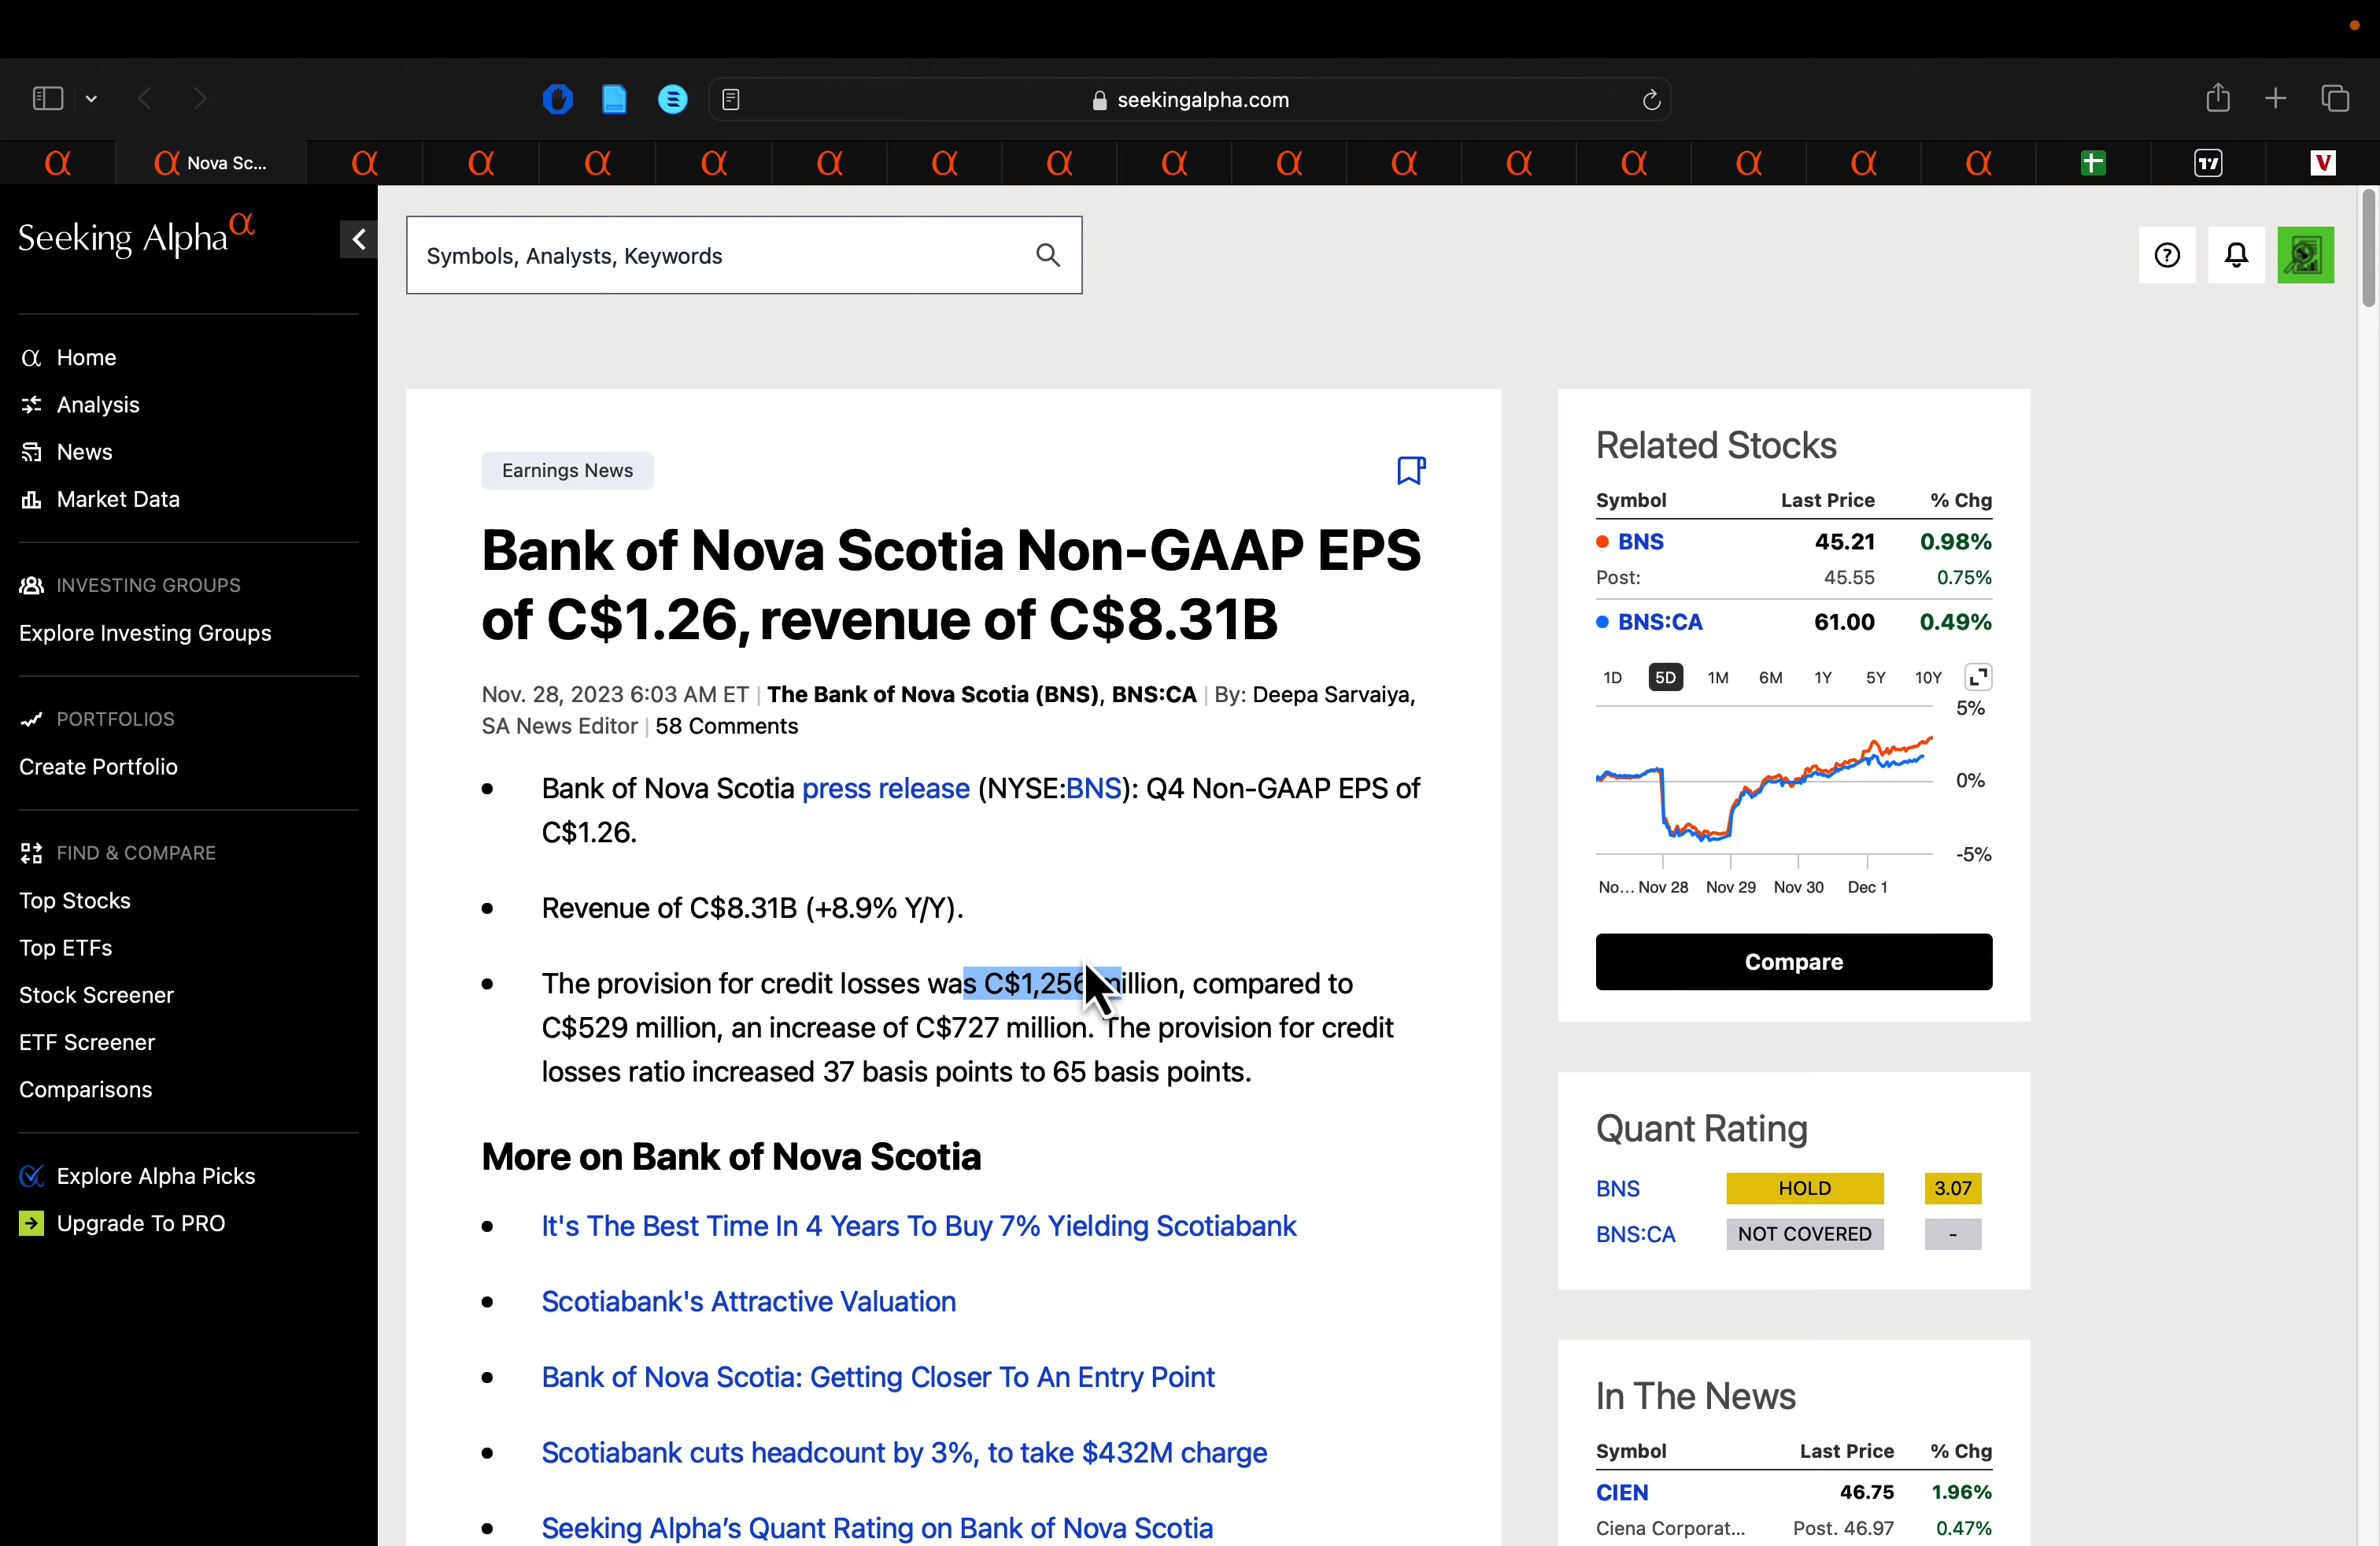 seekingalpha.com
Nova Sc...
Seeking Alpha α
Symbols, Analysts, Keywords
Home
Analysis
News
Market Data
INVESTING GROUPS
Explore Investing Groups
PORTFOLIOS
Create Portfolio
FIND & COMPARE
Top Stocks
Top ETFs
Stock Screener
ETF Screener
Comparisons
Explore Alpha Picks
Upgrade To PRO
Earnings News
Bank of Nova Scotia Non-GAAP EPS
of C$1.26, revenue of C$8.31B
Nov. 28, 2023 6:03 AM ET | The Bank of Nova Scotia (BNS), BNS:CA | By: Deepa Sarvaiya,
SA News Editor | 58 Comments
• Bank of Nova Scotia press release (NYSE:BNS): Q4 Non-GAAP EPS of
C$1.26.
• Revenue of C$8.31B (+8.9% Y/Y).
• The provision for credit losses was C$1,256 million, compared to
C$529 million, an increase of C$727 million. The provision for credit
losses ratio increased 37 basis points to 65 basis points.
More on Bank of Nova Scotia
• It's The Best Time In 4 Years To Buy 7% Yielding Scotiabank
• Scotiabank's Attractive Valuation
• Bank of Nova Scotia: Getting Closer To An Entry Point
• Scotiabank cuts headcount by 3%, to take $432M charge
• Seeking Alpha’s Quant Rating on Bank of Nova Scotia
Related Stocks
Symbol Last Price % Chg
BNS 45.21 0.98%
Post: 45.55 0.75%
BNS:CA 61.00 0.49%
1D 5D 1M 6M 1Y 5Y 10Y
5%
0%
-5%
No... Nov 28 Nov 29 Nov 30 Dec 1
Compare
Quant Rating
BNS HOLD 3.07
BNS:CA NOT COVERED -
In The News
Symbol Last Price % Chg
CIEN 46.75 1.96%
Ciena Corporat... Post. 46.97 0.47%